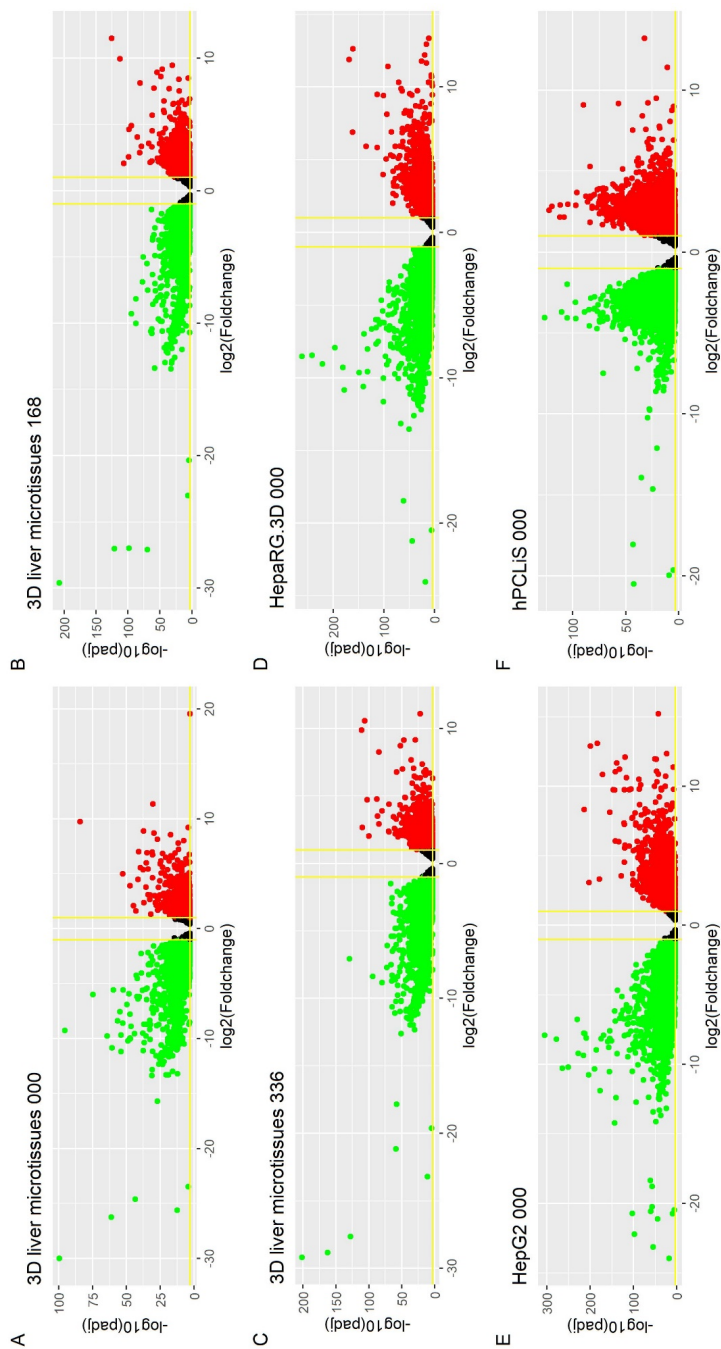 A
3D liver microtissues 000
-log10(padj)
100
75
50
25
0
-30 -20 -10 0 10 20
log2(Foldchange)
B
3D liver microtissues 168
-log10(padj)
200
150
100
50
0
-30 -20 -10 0 10
log2(Foldchange)
C
3D liver microtissues 336
-log10(padj)
200
150
100
50
0
-30 -20 -10 0 10
log2(Foldchange)
D
HepaRG.3D 000
-log10(padj)
250
200
150
100
50
0
-20 -10 0 10
log2(Foldchange)
E
HepG2 000
-log10(padj)
300
200
100
0
-20 -10 0 10
log2(Foldchange)
F
hPCLiS 000
-log10(padj)
100
50
0
-20 -10 0 10
log2(Foldchange)